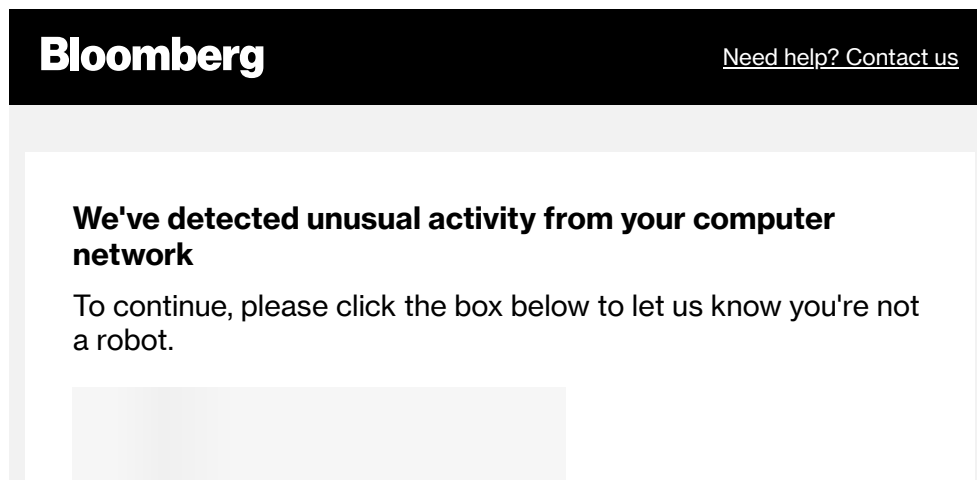 Bloomberg
Need help? Contact us
We've detected unusual activity from your computer
network
To continue, please click the box below to let us know you're not
a robot.